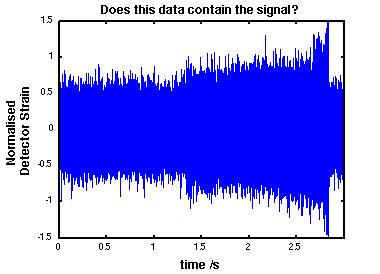 Does this data contain the signal?
1.5
1
0.5
0
-0.5
-1
-1.5
Normalised
Detector Strain
0 0.5 1 1.5 2 2.5
time /s